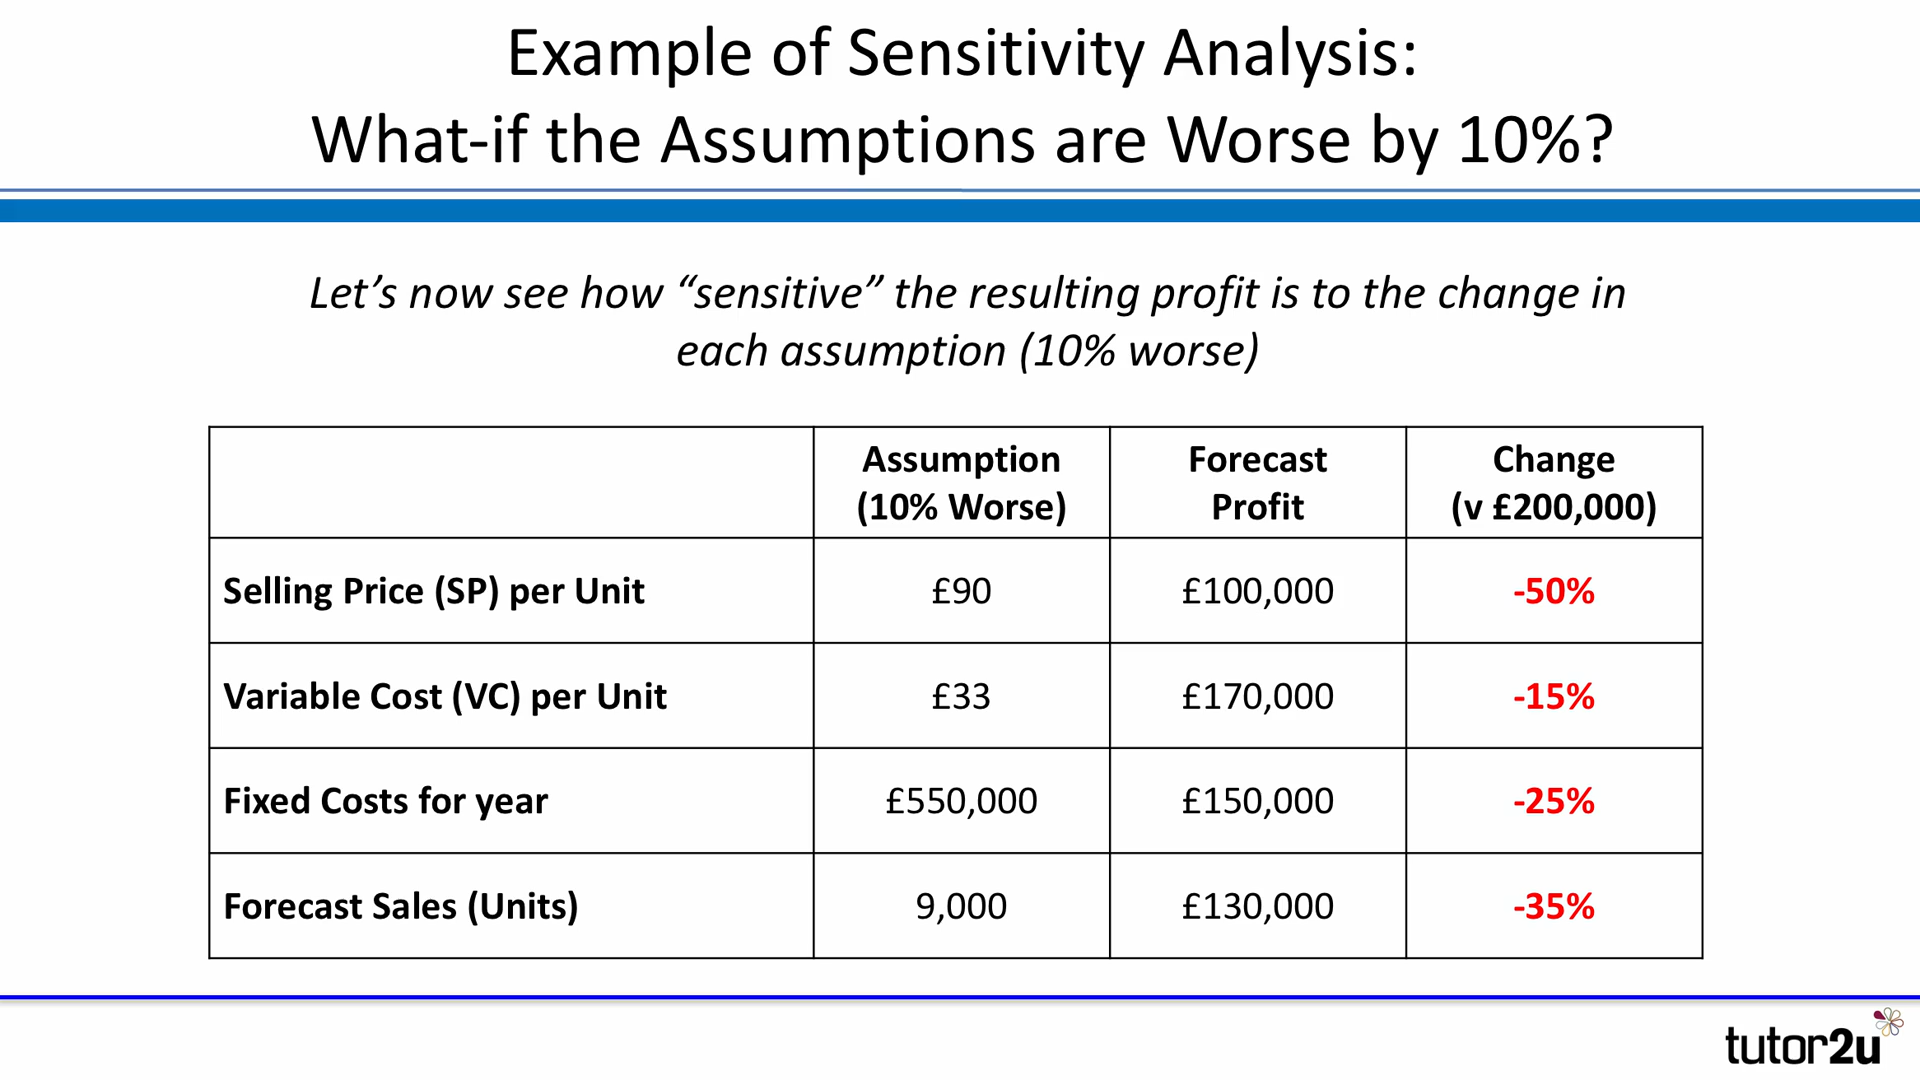 Example of Sensitivity Analysis:
What-if the Assumptions are Worse by 10%?
Let’s now see how “sensitive” the resulting profit is to the change in
each assumption (10% worse)
Assumption (10% Worse) Forecast Profit Change (v £200,000)
Selling Price (SP) per Unit £90 £100,000 -50%
Variable Cost (VC) per Unit £33 £170,000 -15%
Fixed Costs for year £550,000 £150,000 -25%
Forecast Sales (Units) 9,000 £130,000 -35%
tutor2u